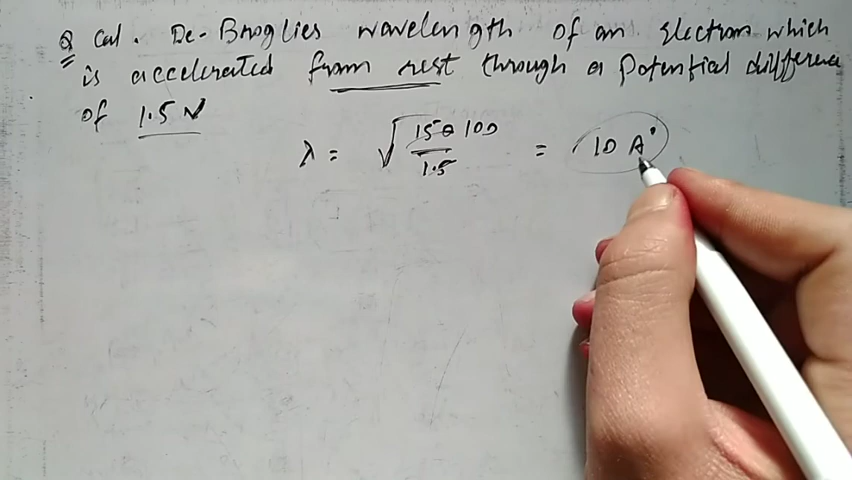 Q Cal. De-Broglies wavelength of an Electron which
is accelerated from rest through a Potential difference
of 1.5 V
λ = √150/1.5 100 = 10 A°